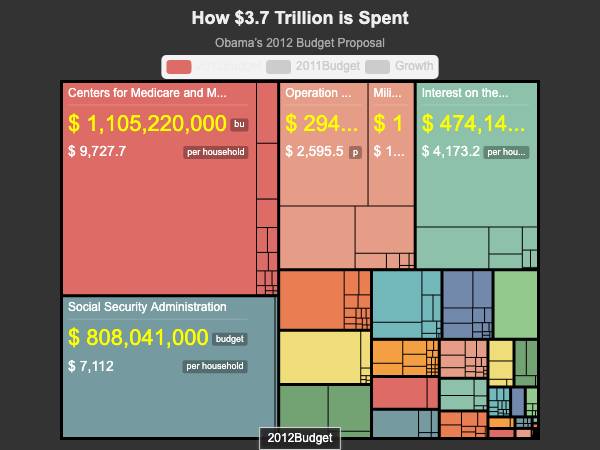 How $3.7 Trillion is Spent
Obama's 2012 Budget Proposal
2012Budget 2011Budget Growth
Centers for Medicare and M...
$ 1,105,220,000 bu
$ 9,727.7 per household
Operation ...
$ 294...
$ 2,595.5 p
Mili...
$ 1
$ 1...
Interest on the...
$ 474,14...
$ 4,173.2 per hou...
Social Security Administration
$ 808,041,000 budget
$ 7,112 per household
2012Budget